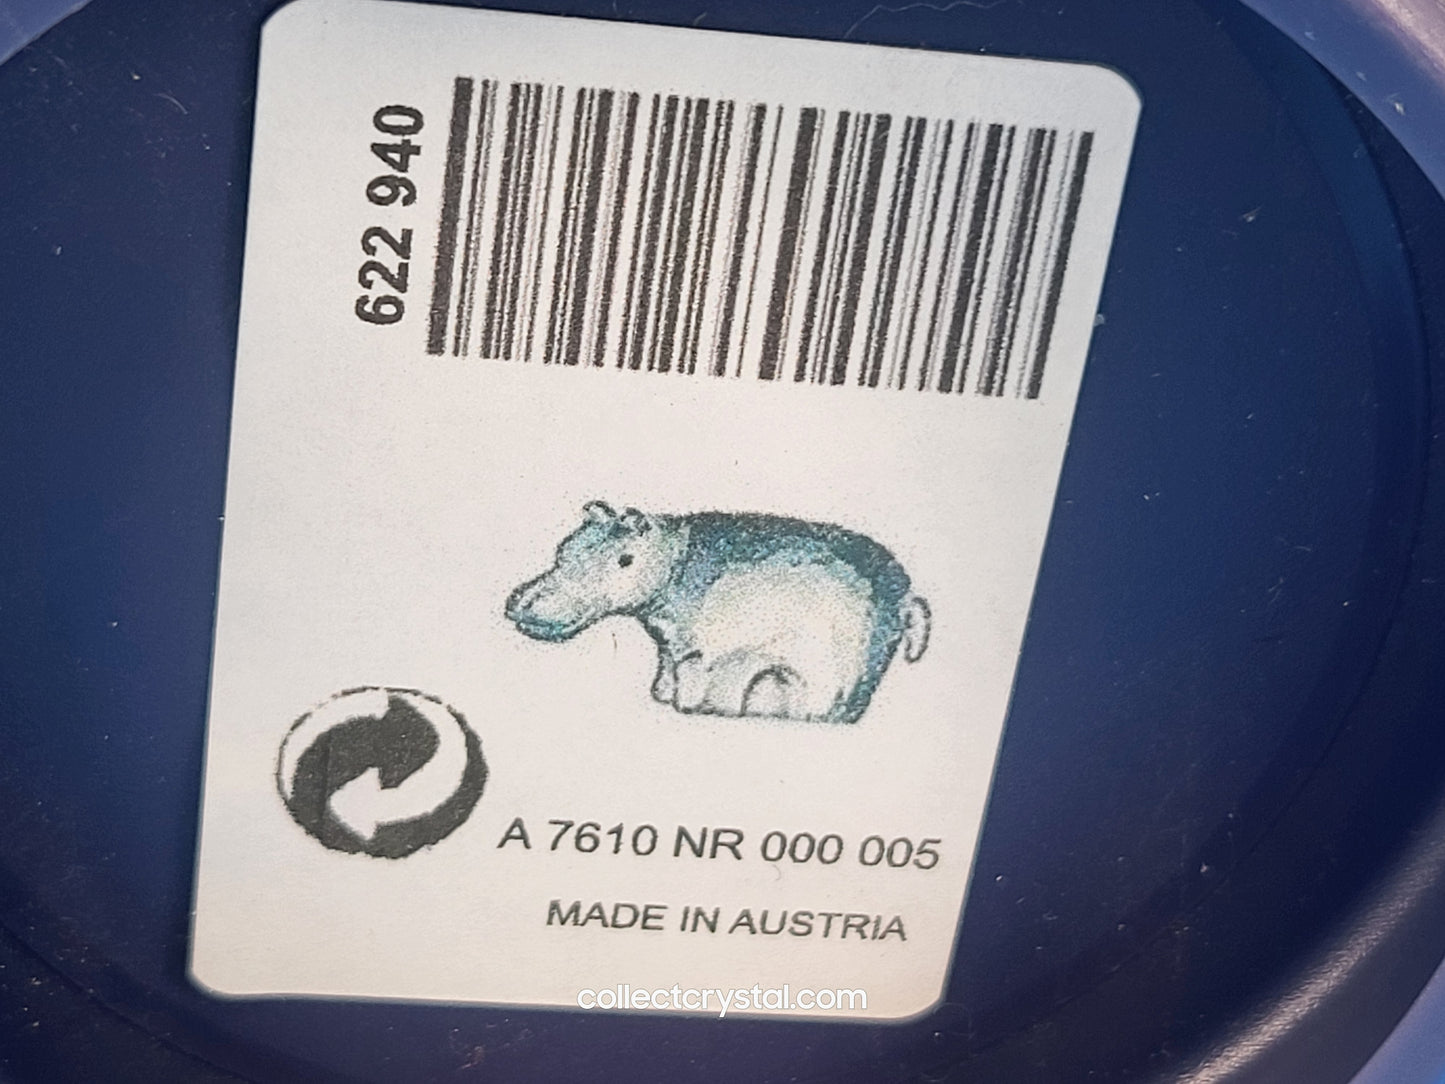 622 940
A 7610 NR 000 005
MADE IN AUSTRIA
collectcrystal.com